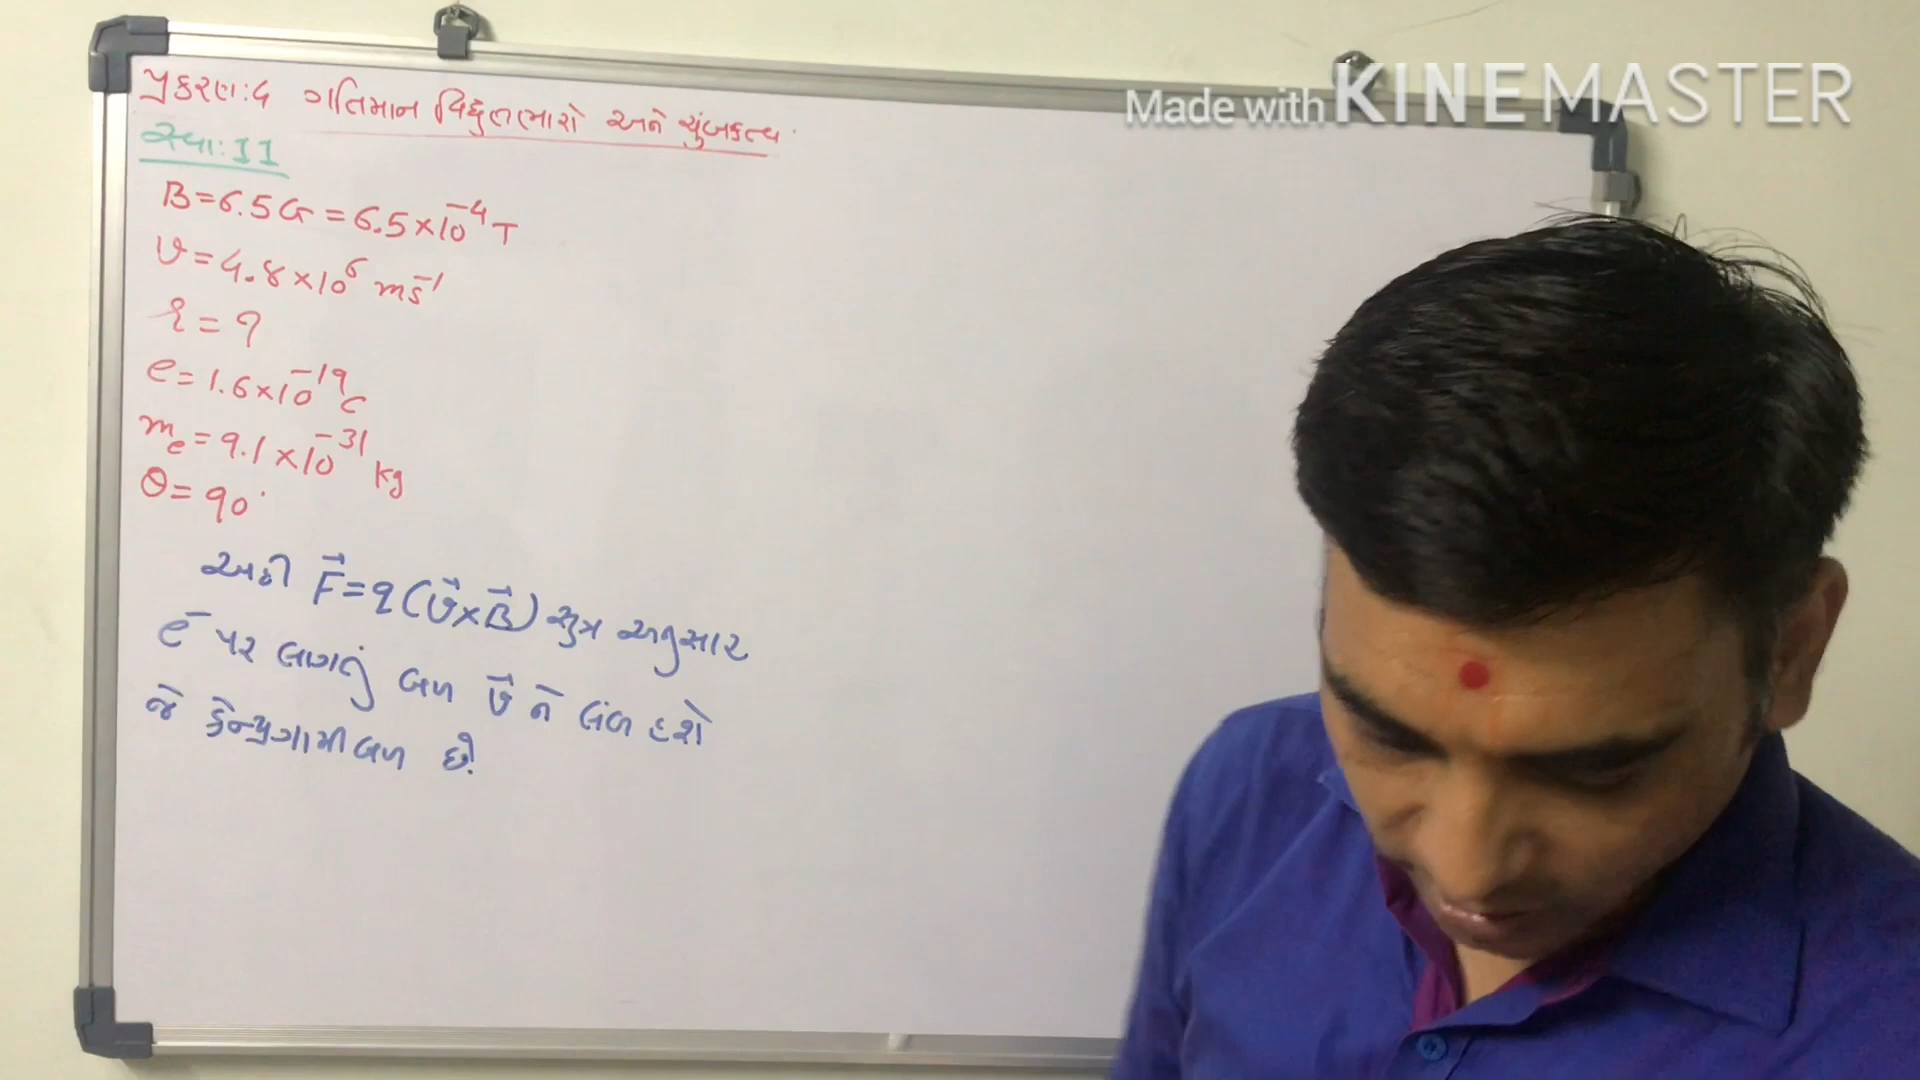 પ્રકરણ:4 ગતિમાન વિદ્યુતભારો અને ચુંબકત્વ
Made with KINEMASTER
સ્વા:11
B=6.5G=6.5×10⁻⁴T
v=4.8×10⁶ ms⁻¹
r=?
e=1.6×10⁻¹⁹C
mₑ=9.1×10⁻³¹ kg
θ=90°
અહીં F⃗=q(v⃗×B⃗) સુત્ર અનુસાર
e⁻ પર લાગતું બળ v⃗ ને લંબ હશે
જે કેન્દ્રગામી બળ છે.